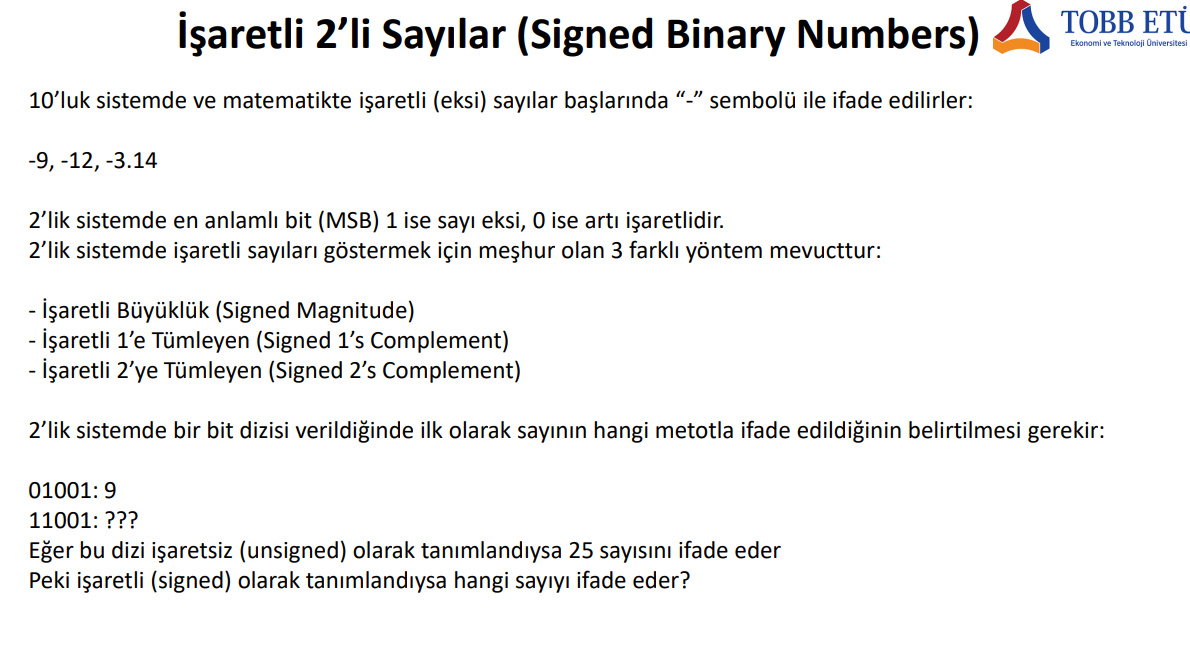 İşaretli 2’li Sayılar (Signed Binary Numbers)
TOBB ETÜ
Ekonomi ve Teknoloji Üniversitesi
10’luk sistemde ve matematikte işaretli (eksi) sayılar başlarında “-” sembolü ile ifade edilirler:
-9, -12, -3.14
2’lik sistemde en anlamlı bit (MSB) 1 ise sayı eksi, 0 ise artı işaretlidir.
2’lik sistemde işaretli sayıları göstermek için meşhur olan 3 farklı yöntem mevucttur:
- İşaretli Büyüklük (Signed Magnitude)
- İşaretli 1’e Tümleyen (Signed 1’s Complement)
- İşaretli 2’ye Tümleyen (Signed 2’s Complement)
2’lik sistemde bir bit dizisi verildiğinde ilk olarak sayının hangi metotla ifade edildiğinin belirtilmesi gerekir:
01001: 9
11001: ???
Eğer bu dizi işaretsiz (unsigned) olarak tanımlandıysa 25 sayısını ifade eder
Peki işaretli (signed) olarak tanımlandıysa hangi sayıyı ifade eder?